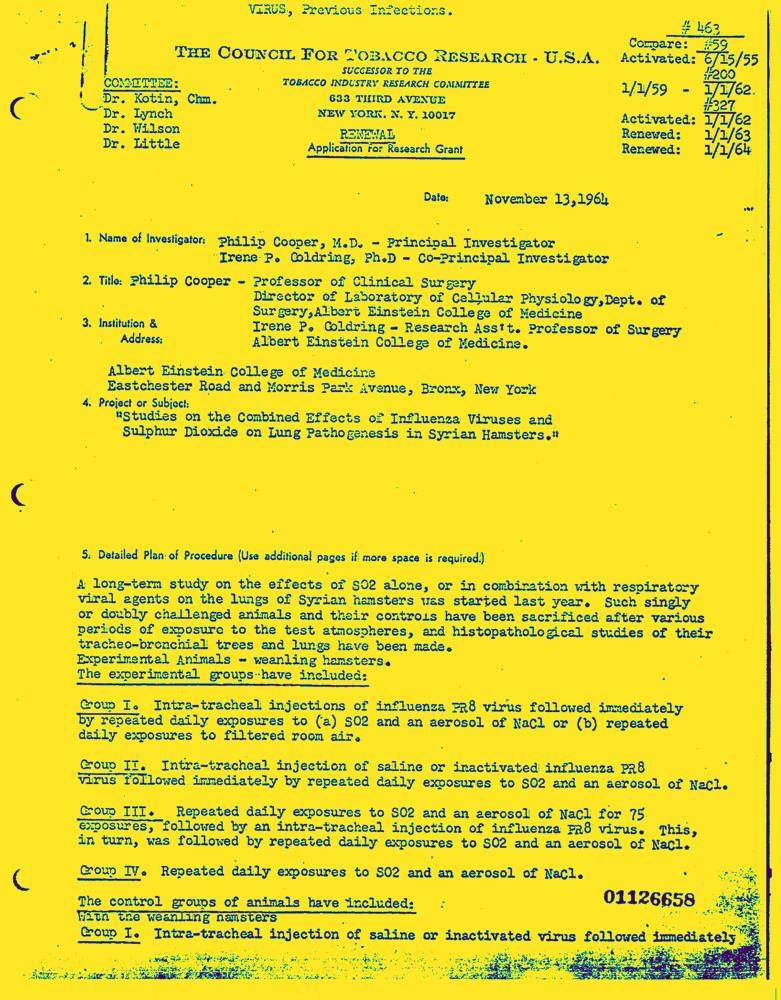 VIRUS, Previous Infections.
# 463
Compare: #59
Activated: 6/15/55
#200
1/1/59 - 1/1/62.
#327
Activated: 1/1/62
Renewed: 1/1/63
Renewed: 1/1/64
THE COUNCIL FOR TOBACCO RESEARCH - U.S.A.
SUCCESSOR TO THE
TOBACCO INDUSTRY RESEARCH COMMITTEE
633 THIRD AVENUE
NEW YORK, N. Y. 10017
COMMITTEE:
Dr. Kotin, Chm.
Dr. Lynch
Dr. Wilson
Dr. Little
RENEWAL
Application For Research Grant
Date: November 13,1964
1. Name of Investigator: Philip Cooper, M.D. - Principal Investigator
Irene P. Goldring, Ph.D - Co-Principal Investigator
2. Title: Philip Cooper - Professor of Clinical Surgery
Director of Laboratory of Cellular Physiology,Dept. of
Surgery,Albert Einstein College of Medicine
3. Institution & Address: Irene P. Goldring - Research Ass't. Professor of Surgery
Albert Einstein College of Medicine.
Albert Einstein College of Medicine
Eastchester Road and Morris Park Avenue, Bronx, New York
4. Project or Subject:
"Studies on the Combined Effects of Influenza Viruses and
Sulphur Dioxide on Lung Pathogenesis in Syrian Hamsters."
5. Detailed Plan of Procedure (Use additional pages if more space is required.)
A long-term study on the effects of SO2 alone, or in combination with respiratory
viral agents on the lungs of Syrian hamsters was started last year. Such singly
or doubly challenged animals and their controls have been sacrificed after various
periods of exposure to the test atmospheres, and histopathological studies of their
tracheo-bronchial trees and lungs have been made.
Experimental Animals - weanling hamsters.
The experimental groups have included:
Group I. Intra-tracheal injections of influenza PR8 virus followed immediately
by repeated daily exposures to (a) SO2 and an aerosol of NaCl or (b) repeated
daily exposures to filtered room air.
Group II. Intra-tracheal injection of saline or inactivated influenza PR8
virus followed immediately by repeated daily exposures to SO2 and an aerosol of NaCl.
Group III. Repeated daily exposures to SO2 and an aerosol of NaCl for 75
exposures, followed by an intra-tracheal injection of influenza PR8 virus. This,
in turn, was followed by repeated daily exposures to SO2 and an aerosol of NaCl.
Group IV. Repeated daily exposures to SO2 and an aerosol of NaCl.
01126658
The control groups of animals have included:
With the weanling hamsters
Group I. Intra-tracheal injection of saline or inactivated virus followed immediately